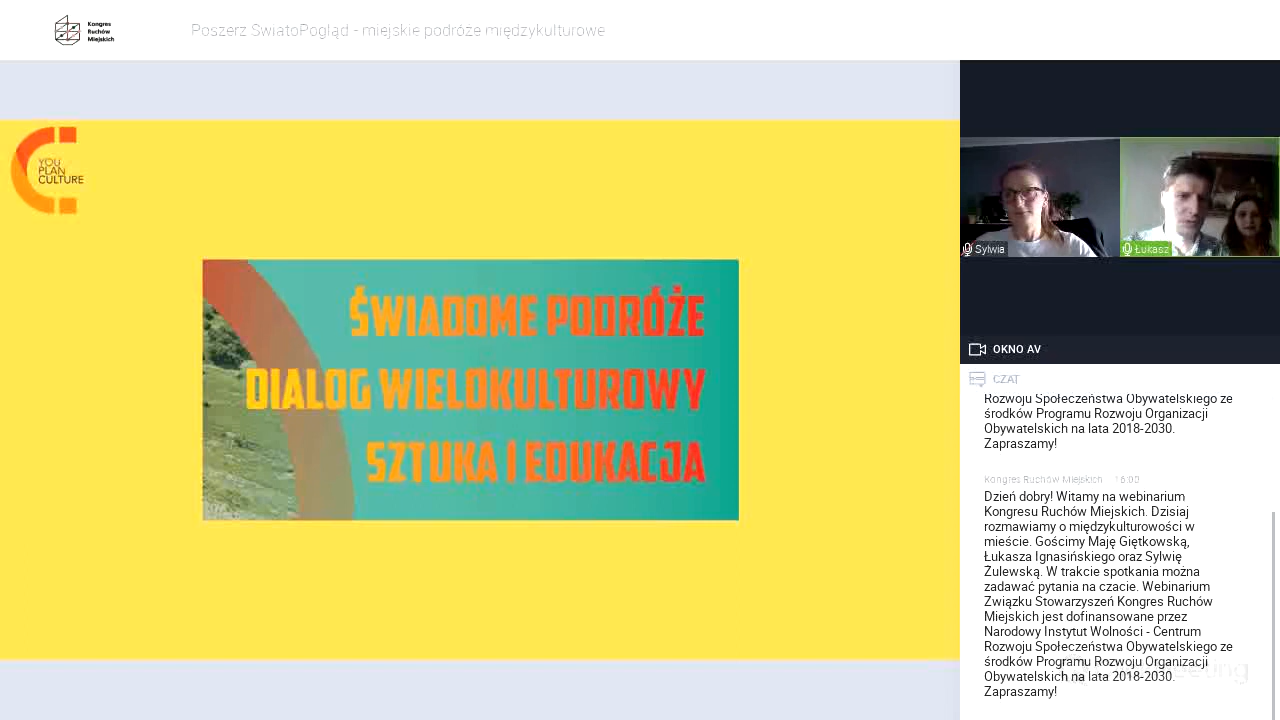 Kongres
Ruchów
Miejskich
Poszerz SwiatoPogląd - miejskie podróże międzykulturowe
YOU
PLAN
CULTURE
ŚWIADOME PODRÓŻE
DIALOG WIELOKULTUROWY
SZTUKA I EDUKACJA
Sylwia
Łukasz
OKNO AV
CZAT
Rozwoju Społeczeństwa Obywatelskiego ze
środków Programu Rozwoju Organizacji
Obywatelskich na lata 2018-2030.
Zapraszamy!
Kongres Ruchów Miejskich 16:00
Dzień dobry! Witamy na webinarium
Kongresu Ruchów Miejskich. Dzisiaj
rozmawiamy o międzykulturowości w
mieście. Gościmy Maję Giętkowską,
Łukasza Ignasińskiego oraz Sylwię
Żulewską. W trakcie spotkania można
zadawać pytania na czacie. Webinarium
Związku Stowarzyszeń Kongres Ruchów
Miejskich jest dofinansowane przez
Narodowy Instytut Wolności - Centrum
Rozwoju Społeczeństwa Obywatelskiego ze
środków Programu Rozwoju Organizacji
Obywatelskich na lata 2018-2030.
Zapraszamy!